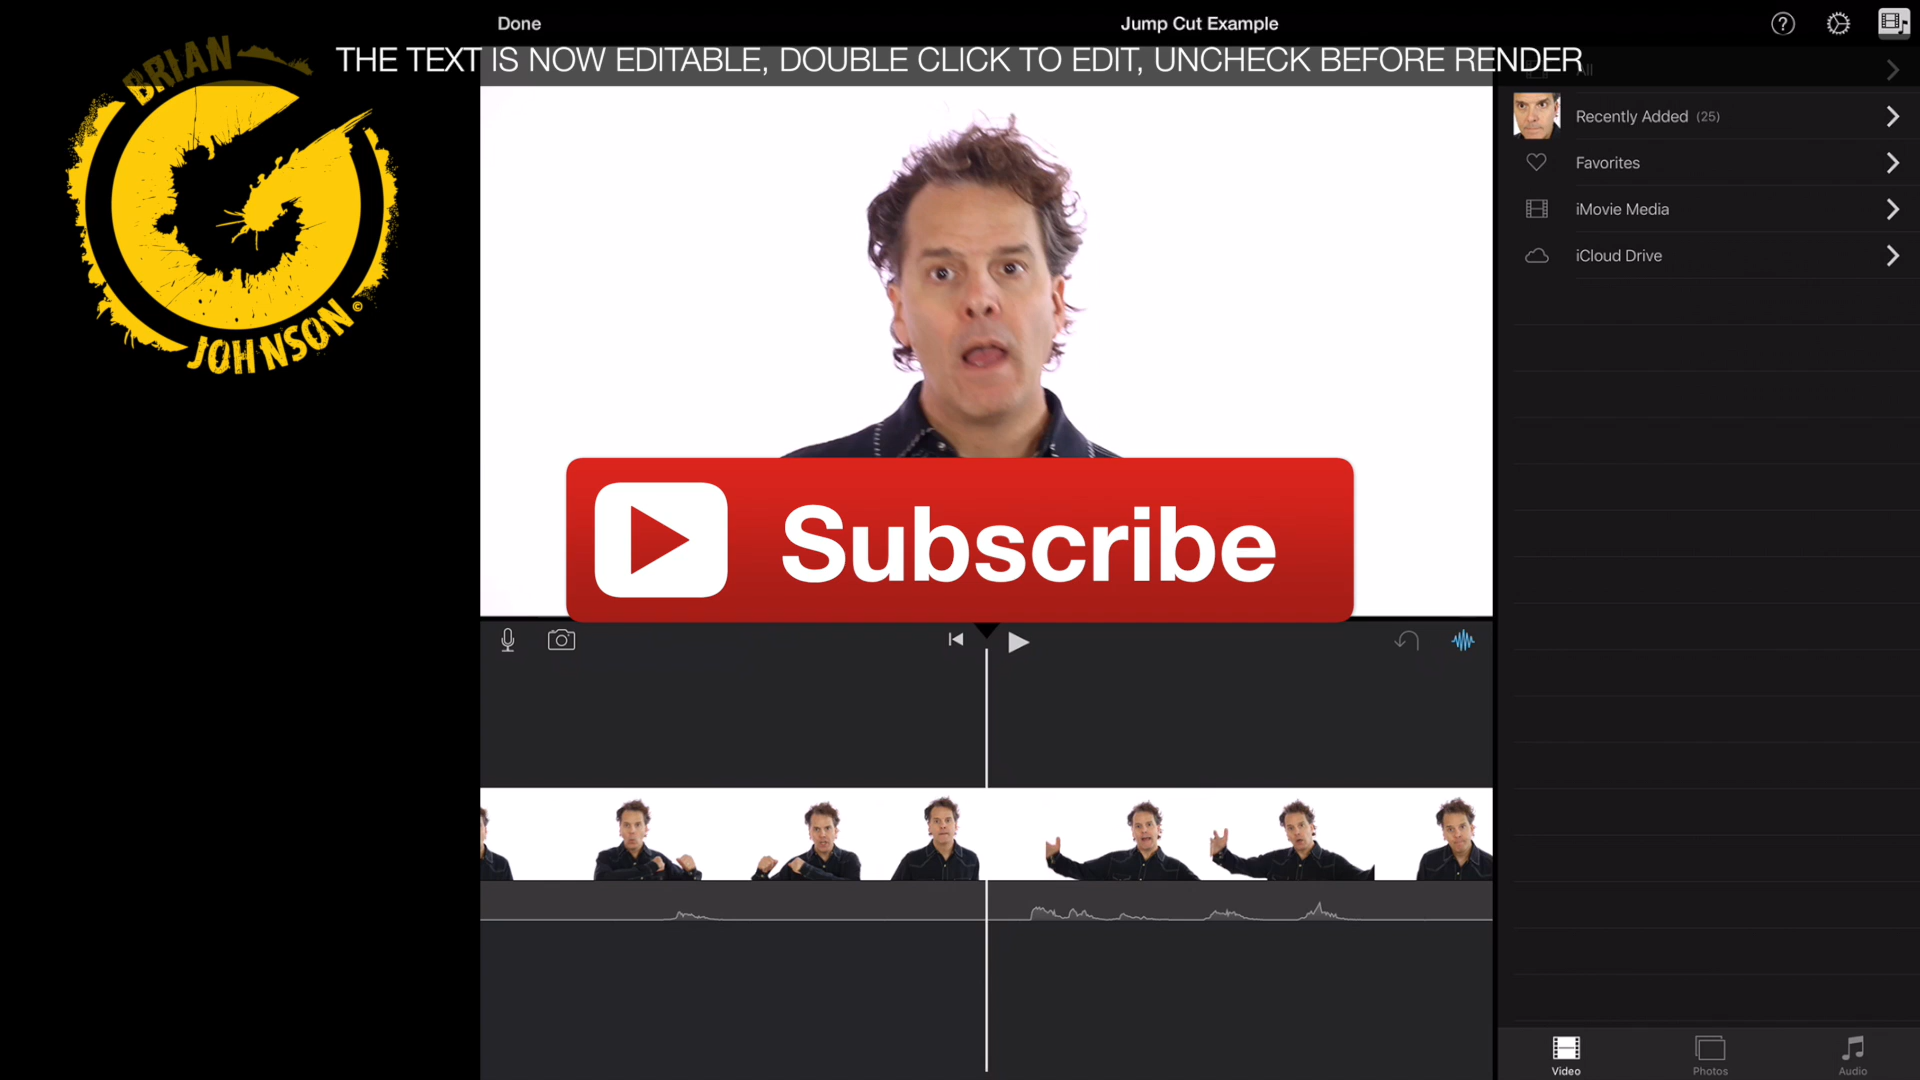 Done
Jump Cut Example
THE TEXT IS NOW EDITABLE, DOUBLE CLICK TO EDIT, UNCHECK BEFORE RENDER
All
BRIAN
JOHNSON©
Recently Added (25)
Favorites
iMovie Media
iCloud Drive
Subscribe
Video
Photos
Audio